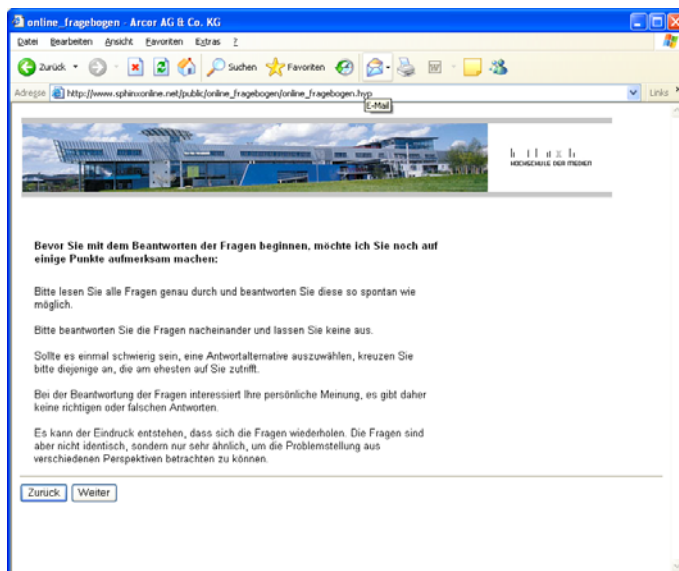 online_fragebogen - Arcor AG & Co. KG
Datei Bearbeiten Ansicht Favoriten Extras ?
Zurück Suchen Favoriten
Adresse http://www.sphinxonline.net/public/online_fragebogen/online_fragebogen.hyp Links
E-Mail
HOCHSCHULE DER MEDIEN
Bevor Sie mit dem Beantworten der Fragen beginnen, möchte ich Sie noch auf
einige Punkte aufmerksam machen:
Bitte lesen Sie alle Fragen genau durch und beantworten Sie diese so spontan wie
möglich.
Bitte beantworten Sie die Fragen nacheinander und lassen Sie keine aus.
Sollte es einmal schwierig sein, eine Antwortalternative auszuwählen, kreuzen Sie
bitte diejenige an, die am ehesten auf Sie zutrifft.
Bei der Beantwortung der Fragen interessiert Ihre persönliche Meinung, es gibt daher
keine richtigen oder falschen Antworten.
Es kann der Eindruck entstehen, dass sich die Fragen wiederholen. Die Fragen sind
aber nicht identisch, sondern nur sehr ähnlich, um die Problemstellung aus
verschiedenen Perspektiven betrachten zu können.
Zurück Weiter